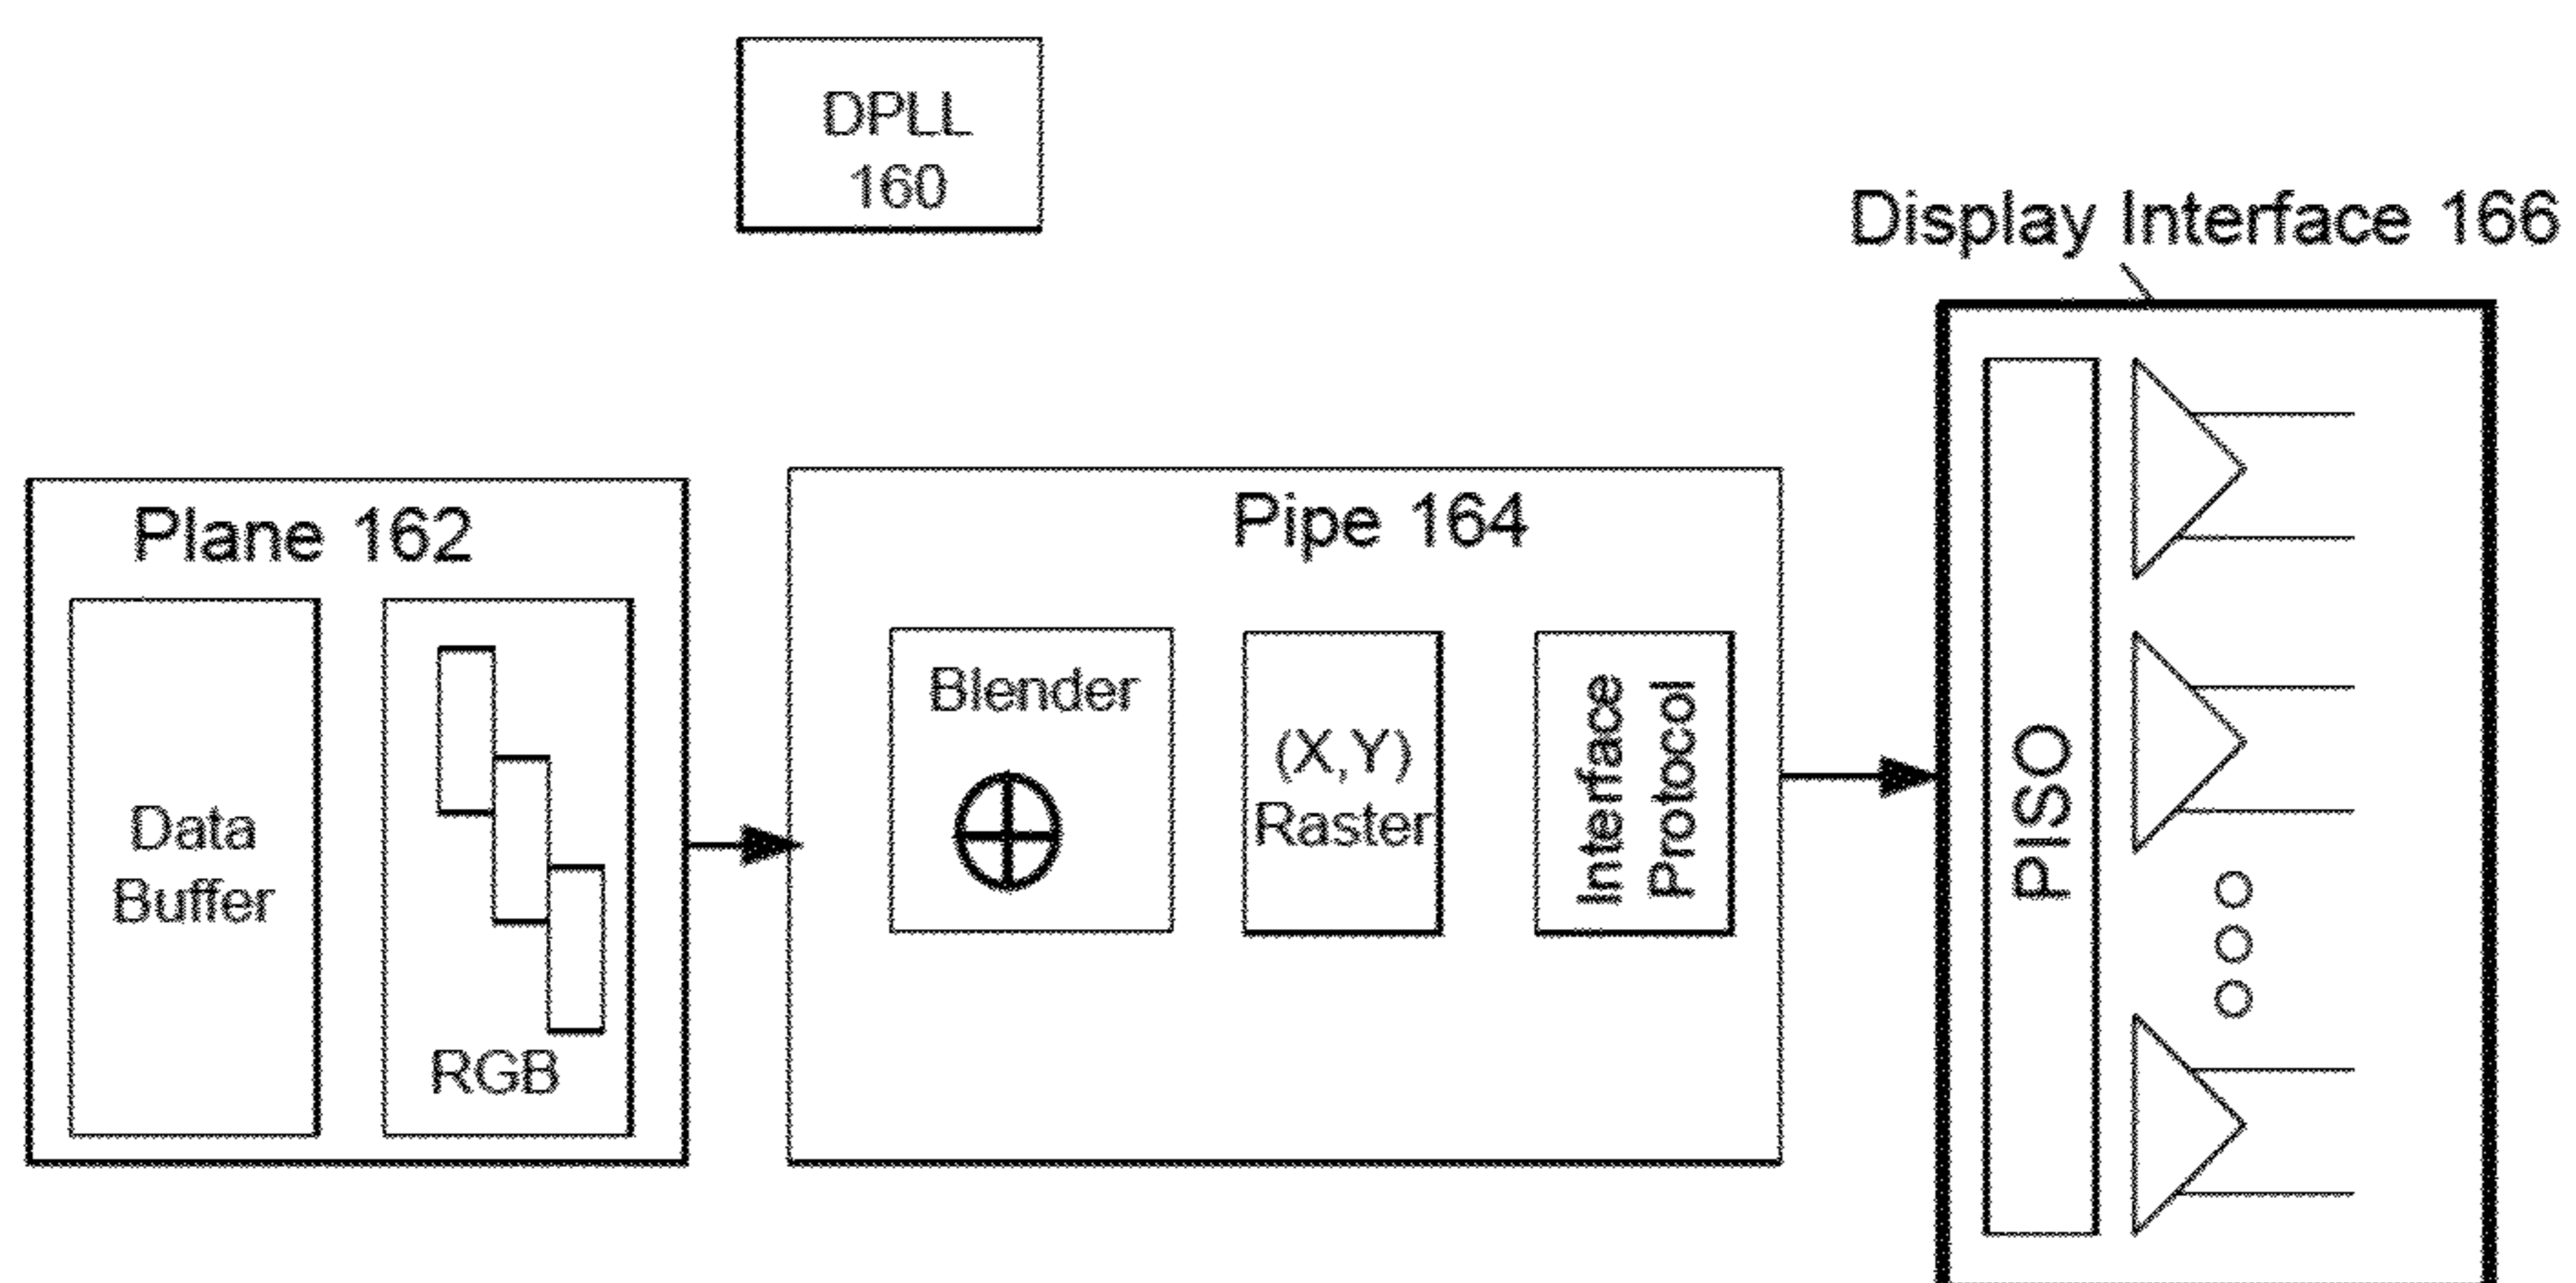 DPLL
160
Display Interface 166
Plane 162
Data
Buffer
RGB
Pipe 164
Blender
(X,Y)
Raster
Interface
Protocol
PISO